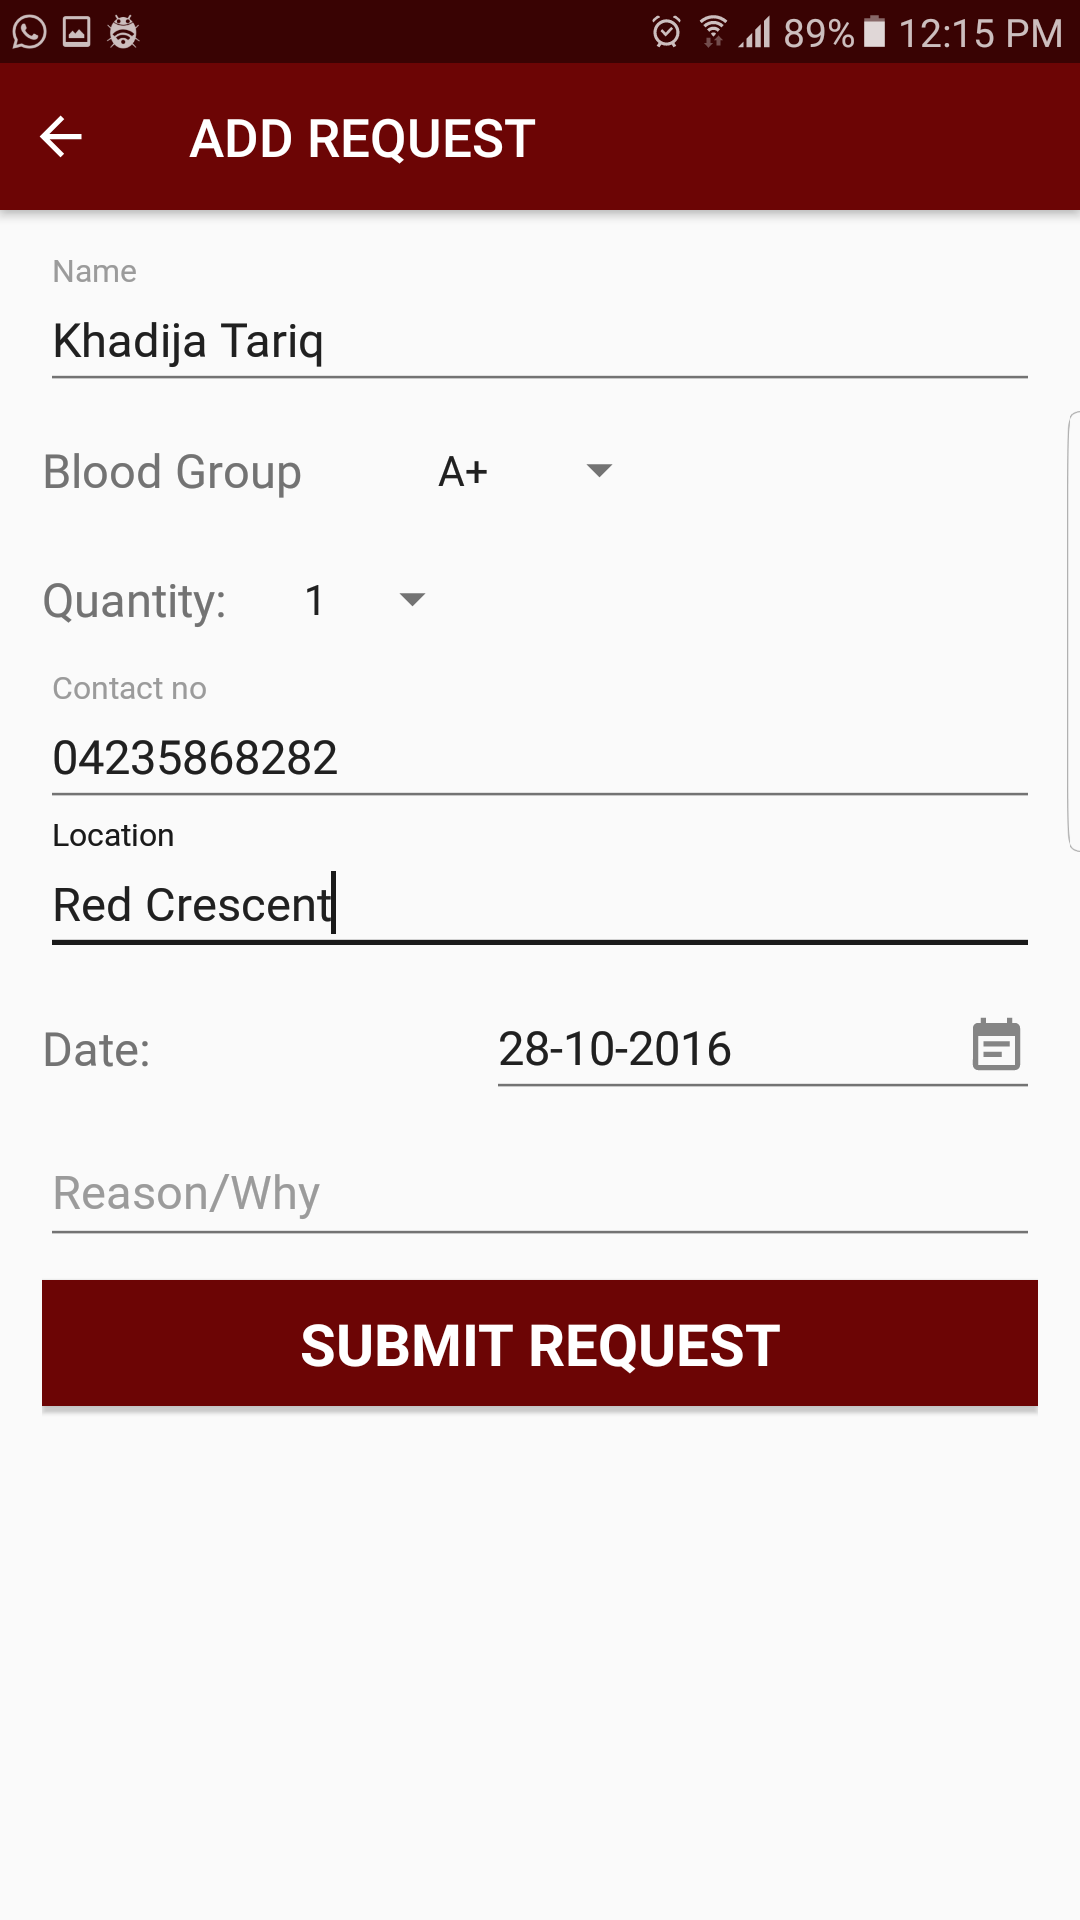 89% 12:15 PM
ADD REQUEST
Name
Khadija Tariq
Blood Group A+
Quantity: 1
Contact no
04235868282
Location
Red Crescent
Date: 28-10-2016
Reason/Why
SUBMIT REQUEST